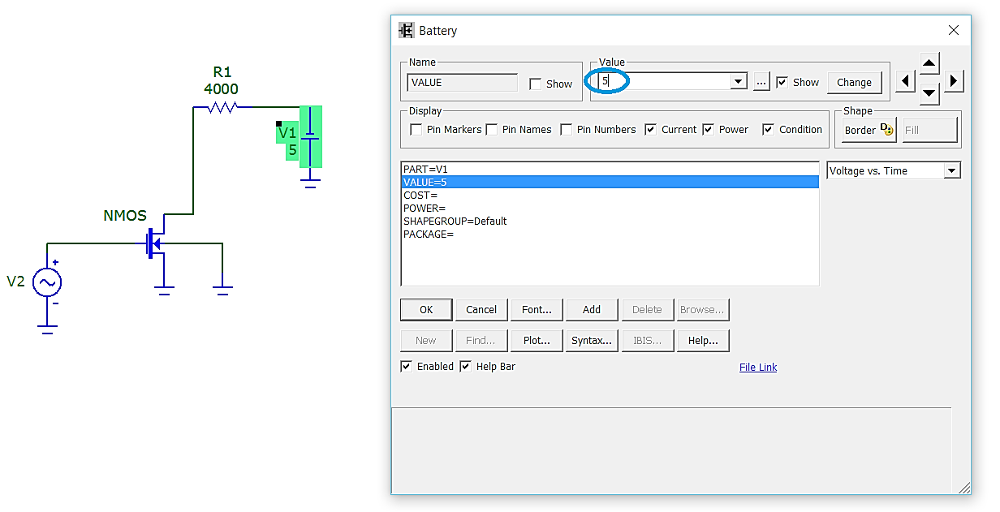 R1
4000
V1
5
NMOS
V2
+
-
Battery
Name
VALUE
Show
Value
5
...
Show
Change
Display
Pin Markers
Pin Names
Pin Numbers
Current
Power
Condition
Shape
Border
Fill
PART=V1
VALUE=5
COST=
POWER=
SHAPEGROUP=Default
PACKAGE=
Voltage vs. Time
OK
Cancel
Font...
Add
Delete
Browse...
New
Find...
Plot...
Syntax...
IBIS...
Help...
Enabled
Help Bar
File Link